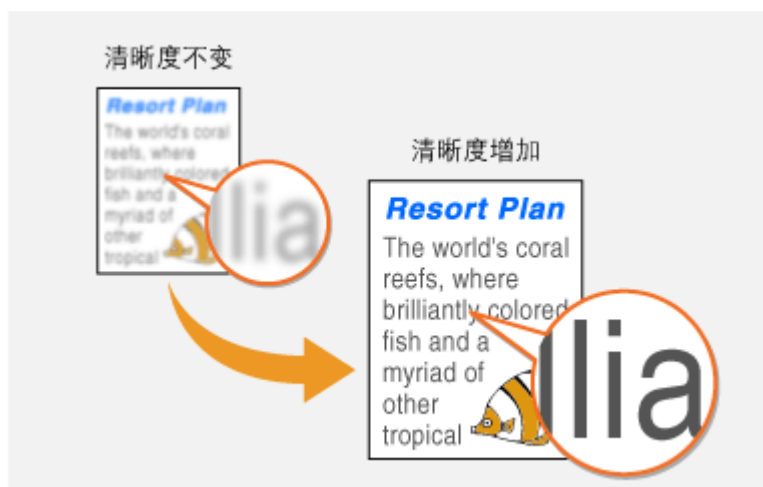 清晰度不变
Resort Plan
The world's coral
reefs, where
brilliantly colored
fish and a
myriad of
other
tropical
lia
清晰度增加
Resort Plan
The world's coral
reefs, where
brilliantly colored
fish and a
myriad of
other
tropical
llia